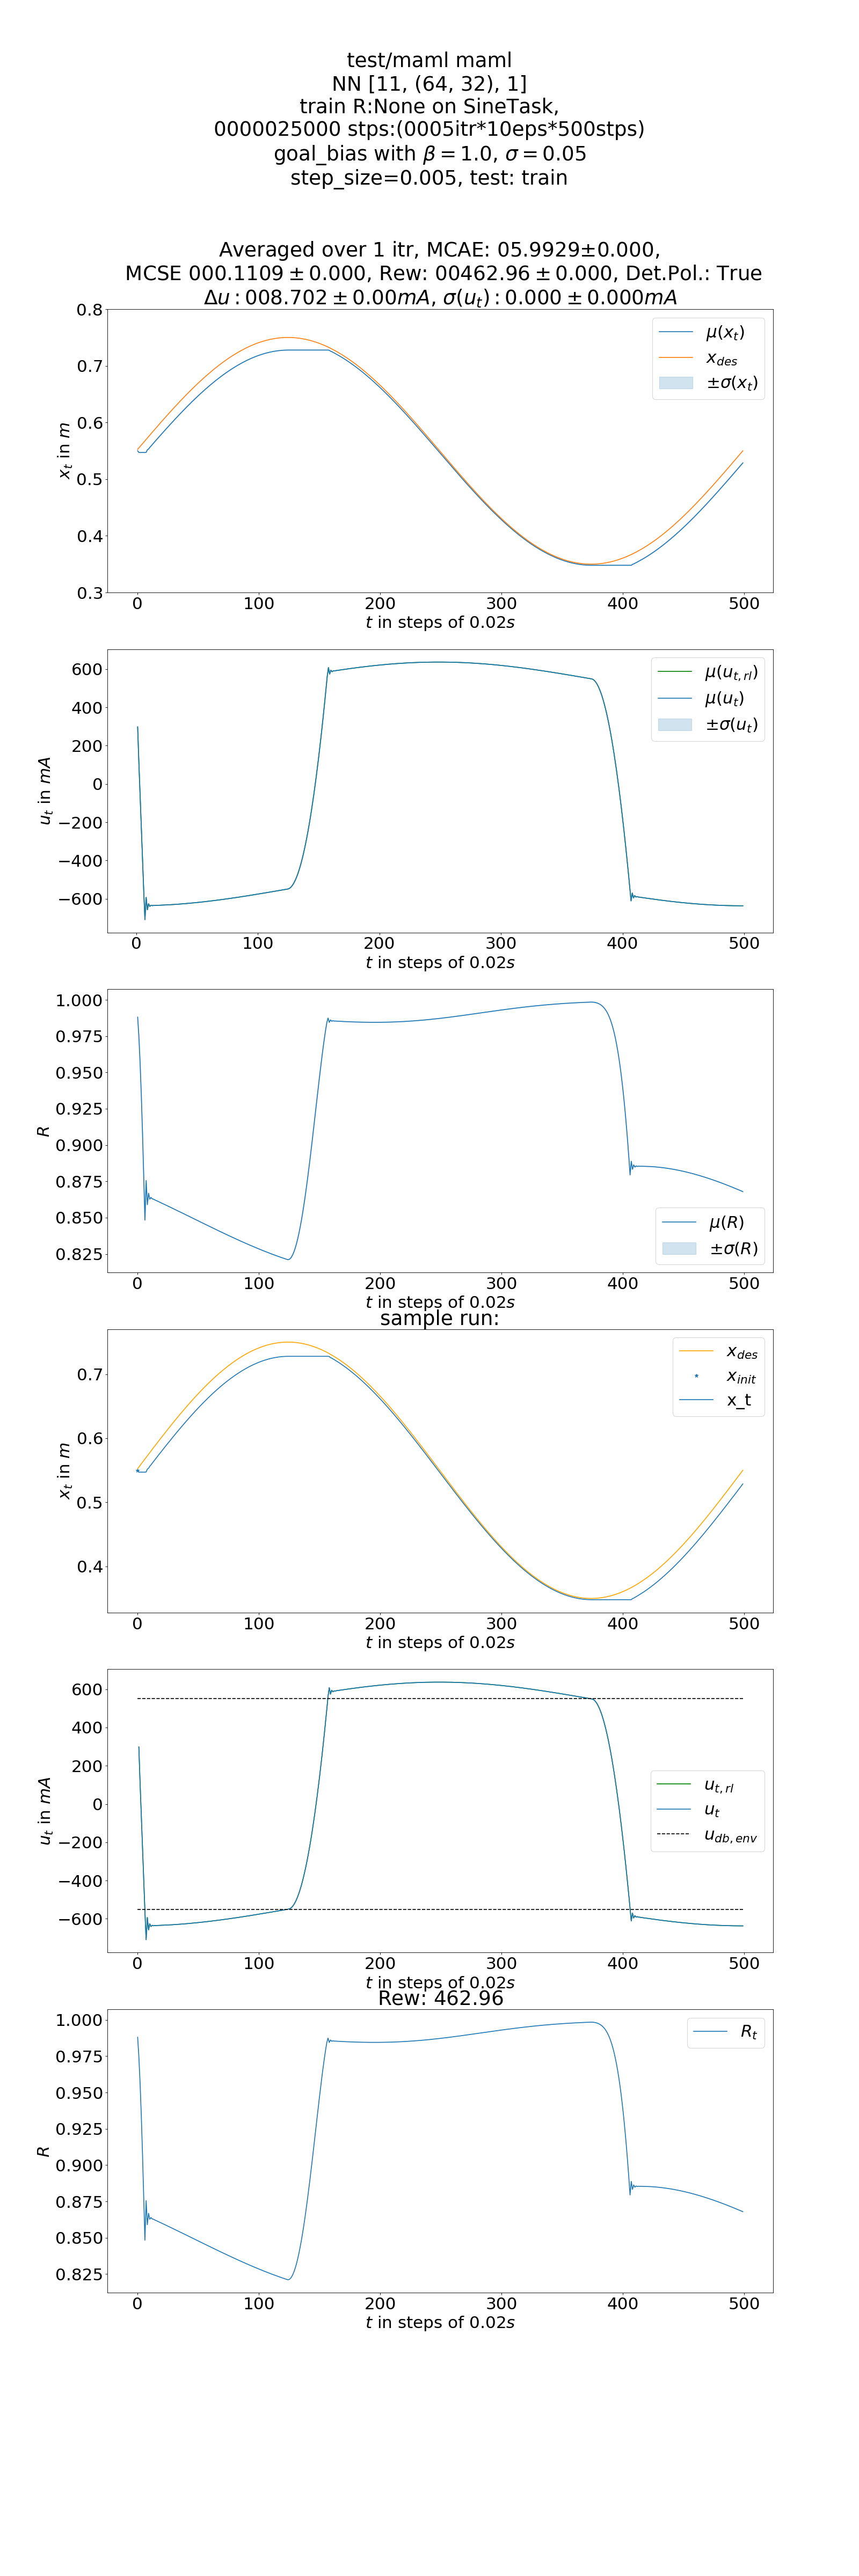 test/maml maml
NN [11, (64, 32), 1]
train R:None on SineTask,
0000025000 stps:(0005itr*10eps*500stps)
goal_bias with β = 1.0, σ = 0.05
step_size=0.005, test: train
Averaged over 1 itr, MCAE: 05.9929±0.000,
MCSE 000.1109 ± 0.000, Rew: 00462.96 ± 0.000, Det.Pol.: True
Δu : 008.702 ± 0.00mA, σ(u_t) : 0.000 ± 0.000mA
0.8
0.7
0.6
0.5
0.4
0.3
x_t in m
μ(x_t)
x_des
±σ(x_t)
0 100 200 300 400 500
t in steps of 0.02s
600
400
200
0
−200
−400
−600
u_t in mA
μ(u_{t,rl})
μ(u_t)
±σ(u_t)
0 100 200 300 400 500
t in steps of 0.02s
1.000
0.975
0.950
0.925
0.900
0.875
0.850
0.825
R
μ(R)
±σ(R)
0 100 200 300 400 500
t in steps of 0.02s
sample run:
0.7
0.6
0.5
0.4
x_t in m
x_des
x_init
x_t
0 100 200 300 400 500
t in steps of 0.02s
600
400
200
0
−200
−400
−600
u_t in mA
u_{t,rl}
u_t
u_{db,env}
0 100 200 300 400 500
t in steps of 0.02s
Rew: 462.96
1.000
0.975
0.950
0.925
0.900
0.875
0.850
0.825
R
R_t
0 100 200 300 400 500
t in steps of 0.02s